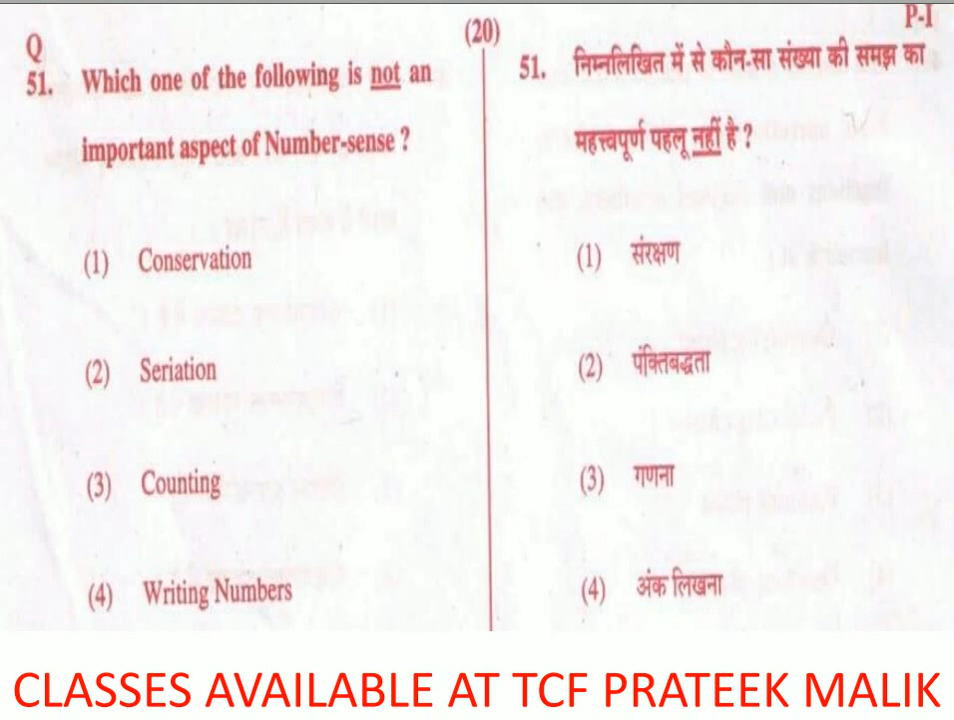 (20)
P-I
Q
51. Which one of the following is not an
important aspect of Number-sense ?
(1) Conservation
(2) Seriation
(3) Counting
(4) Writing Numbers
51. निम्नलिखित में से कौन-सा संख्या की समझ का
महत्त्वपूर्ण पहलू नहीं है ?
(1) संरक्षण
(2) पंक्तिबद्धता
(3) गणना
(4) अंक लिखना
CLASSES AVAILABLE AT TCF PRATEEK MALIK